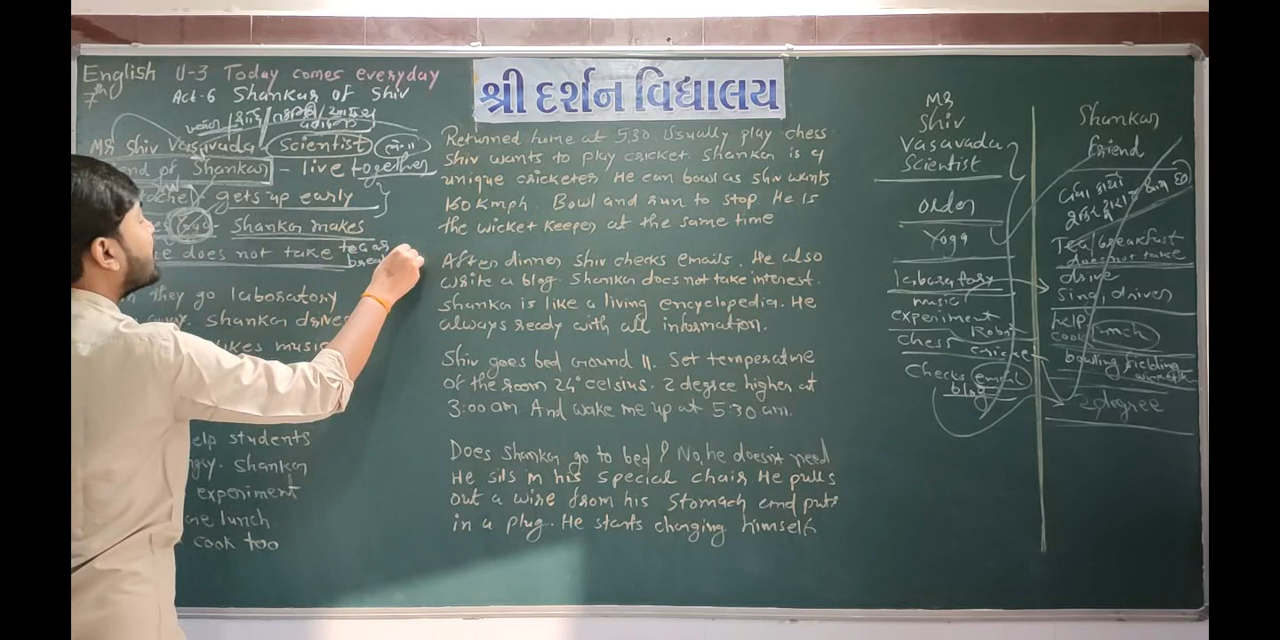 English U-3 Today comes everyday
7th Act-6 Shankar of Shiv
શ્રી દર્શન વિદ્યાલય
Mr Shiv Vasavada Scientist
Shankar - live together
gets up early
Shankar makes
does not take tea or
they go laboratory
Shankar drives
likes music
help students
Shankar
experiment
lunch
cook too
Returned home at 5:30 Usually play chess
Shiv wants to play cricket. Shankar is a
unique cricketer He can bowl as Shiv wants
160 kmph. Bowl and run to stop. He is
the wicket keeper at the same time
After dinner Shiv checks emails. He also
write a blog. Shankar does not take interest.
Shankar is like a living encyclopedia. He
always ready with all information.
Shiv goes bed ground 11. Set temperature
of the room 24° celsius. 2 degree higher at
3:00 am. And wake me up at 5:30 am.
Does Shankar go to bed? No, he doesn't need
He sits in his special chair He pulls
out a wire from his stomach and puts
in a plug. He starts charging himself
Mr
Shiv
Vasavada
Scientist
order
Yoga
laboratary
music
experiment
Robot
chess
cricket
checks email
blog
Shankar
friend
Tea, breakfast
does not take
drive
Sing, driver
help
cook lunch
bowling fielding
2 degree